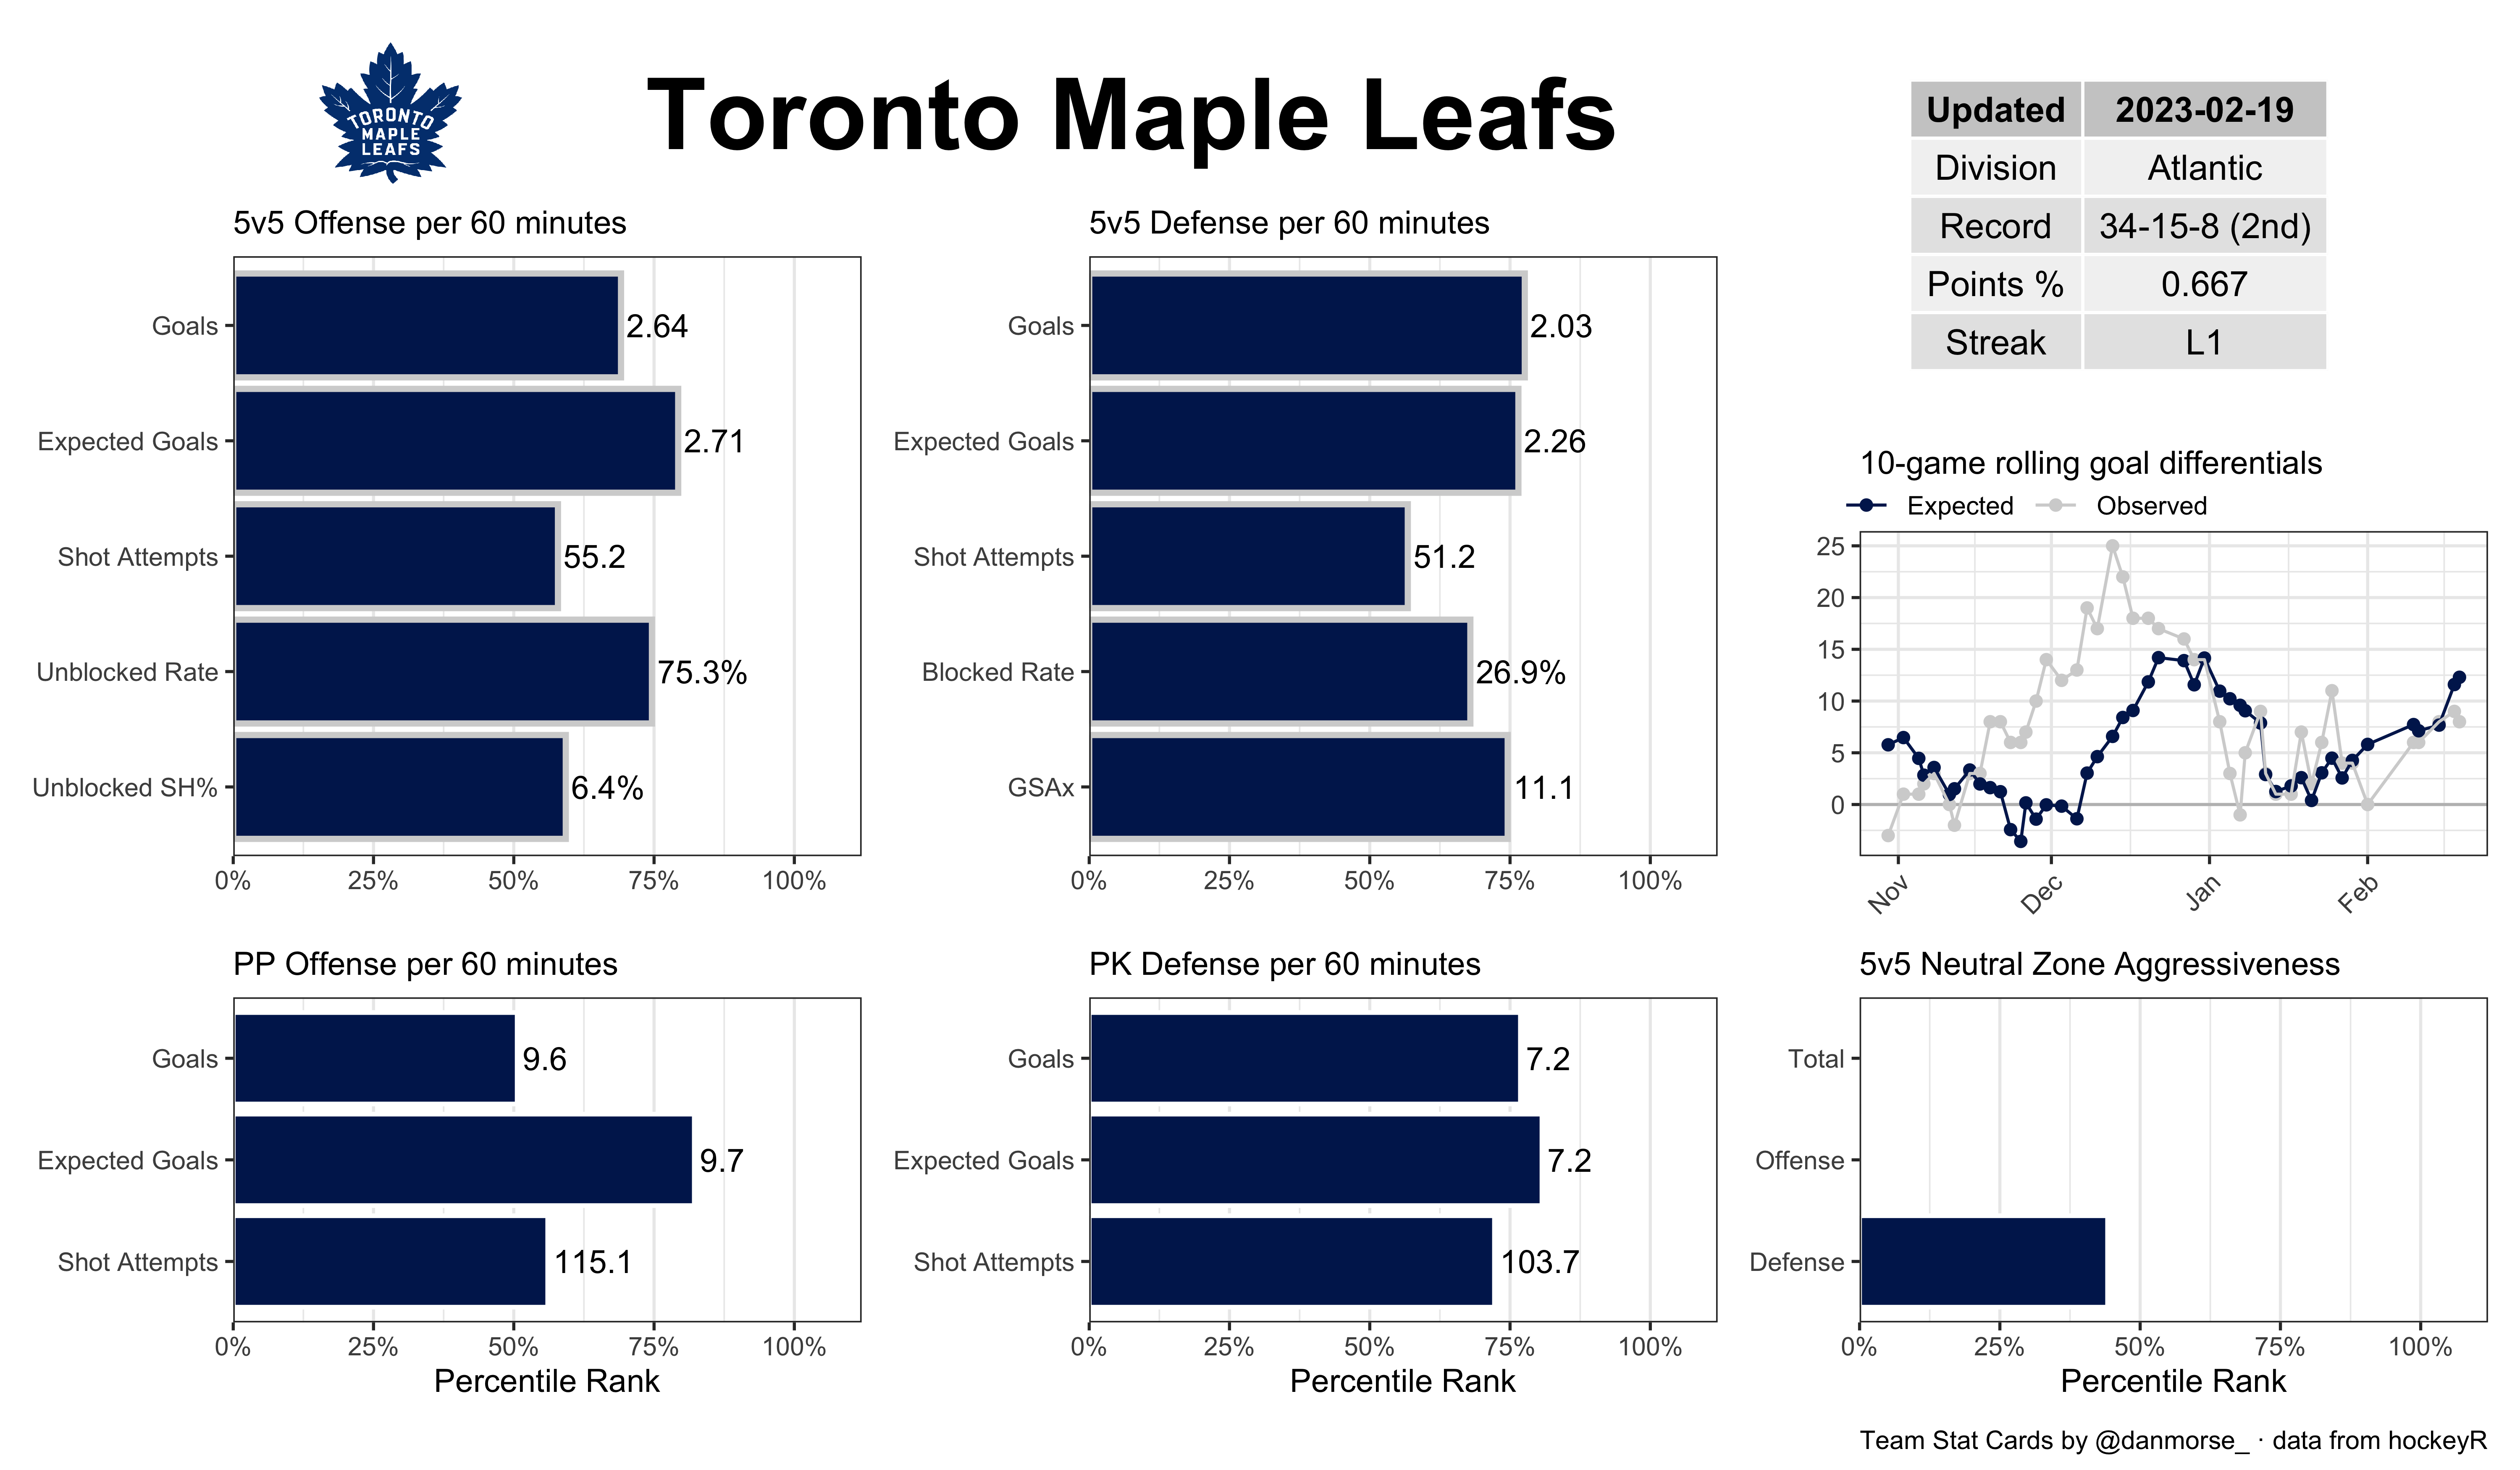 TORONTO
MAPLE
LEAFS
Toronto Maple Leafs
Updated 2023-02-19
Division Atlantic
Record 34-15-8 (2nd)
Points % 0.667
Streak L1
5v5 Offense per 60 minutes
Goals 2.64
Expected Goals 2.71
Shot Attempts 55.2
Unblocked Rate 75.3%
Unblocked SH% 6.4%
0% 25% 50% 75% 100%
5v5 Defense per 60 minutes
Goals 2.03
Expected Goals 2.26
Shot Attempts 51.2
Blocked Rate 26.9%
GSAx 11.1
0% 25% 50% 75% 100%
10-game rolling goal differentials
Expected Observed
25
20
15
10
5
0
Nov Dec Jan Feb
PP Offense per 60 minutes
Goals 9.6
Expected Goals 9.7
Shot Attempts 115.1
0% 25% 50% 75% 100%
Percentile Rank
PK Defense per 60 minutes
Goals 7.2
Expected Goals 7.2
Shot Attempts 103.7
0% 25% 50% 75% 100%
Percentile Rank
5v5 Neutral Zone Aggressiveness
Total
Offense
Defense
0% 25% 50% 75% 100%
Percentile Rank
Team Stat Cards by @danmorse_ · data from hockeyR